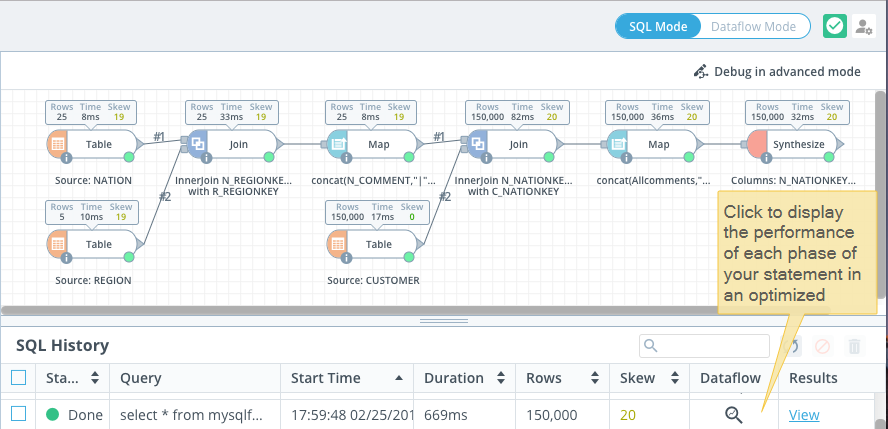 SQL Mode Dataflow Mode
Debug in advanced mode
Rows Time Skew Rows Time Skew Rows Time Skew Rows Time Skew Rows Time Skew Rows Time Skew
25 8ms 19 25 33ms 19 25 8ms 19 150,000 82ms 20 150,000 36ms 20 150,000 32ms 20
Table #1 Join Map #1 Join Map Synthesize
Source: NATION InnerJoin N_REGIONKE... concat(N_COMMENT,"|"... InnerJoin N_NATIONKE... concat(Allcomments,"... Columns: N_NATIONKEY...
with R_REGIONKEY with C_NATIONKEY
#2 #2
Rows Time Skew Rows Time Skew
5 10ms 19 150,000 17ms 0
Table Table
Source: REGION Source: CUSTOMER
Click to display
the performance
of each phase of
your statement in
an optimized
SQL History
Sta... Query Start Time Duration Rows Skew Dataflow Results
Done select * from mysqlf... 17:59:48 02/25/201 669ms 150,000 20 View